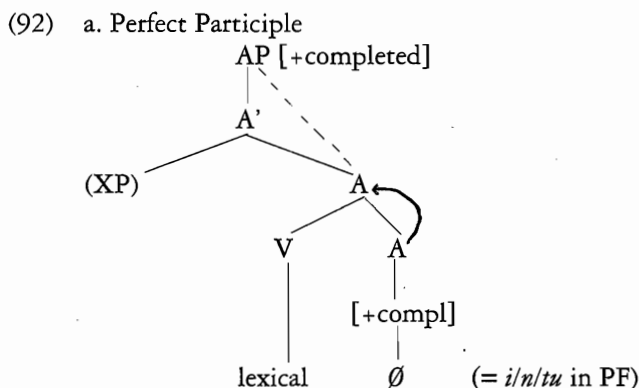 (92) a. Perfect Participle
AP [+completed]
A'
(XP) A
V A
[+compl]
lexical Ø (= i/n/tu in PF)